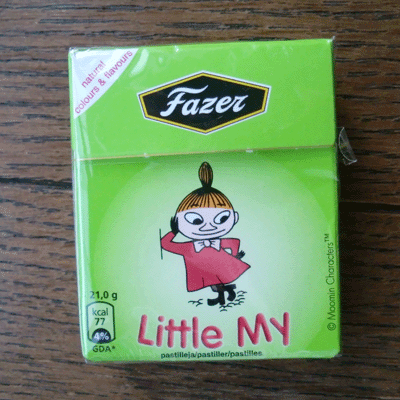 natural
colours & flavours
Fazer
21,0 g
kcal
77
4%
GDA*
© Moomin Characters™
Little My
pastilleja/pastiller/pastilles